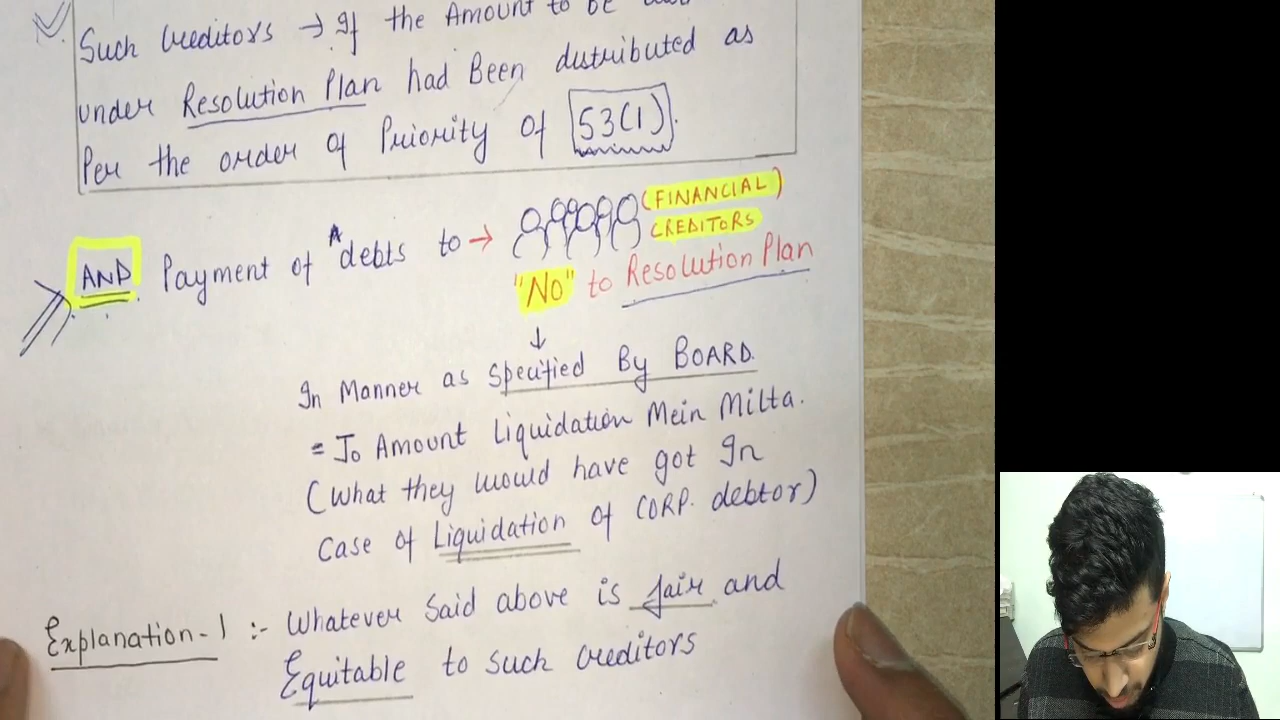 Such Creditors → If the Amount to be
under Resolution Plan had Been distributed as
Per the order of Priority of 53(1).
AND Payment of debts to → (FINANCIAL)
CREDITORS
"NO" to Resolution Plan
In Manner as Specified By BOARD.
= Jo Amount Liquidation Mein Milta.
(What they would have got In
Case of Liquidation of CORP. debtor)
Explanation-1 :- Whatever Said above is fair and
Equitable to such Creditors